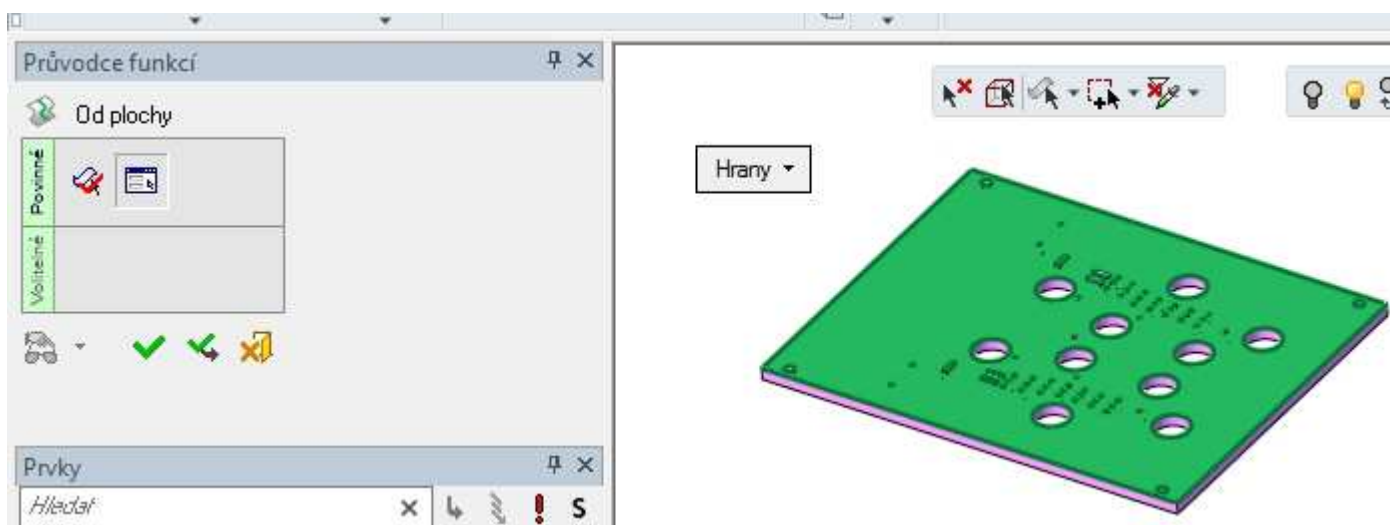 Průvodce funkcí
Od plochy
Povinné
Volitelné
Hrany
Prvky
Hledat
S